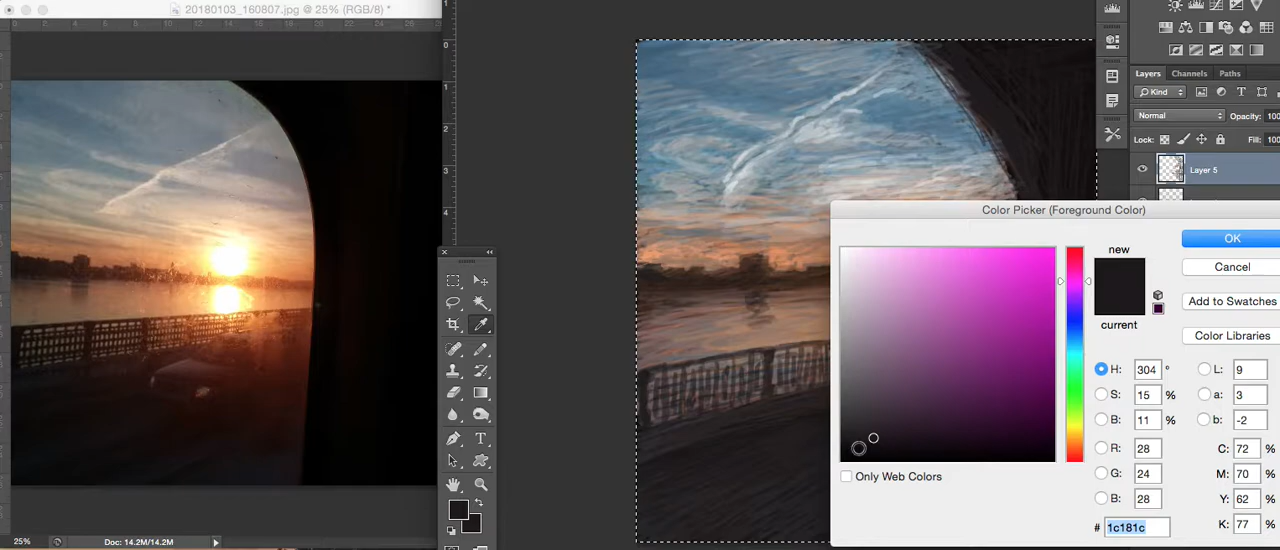 20180103_160807.jpg @ 25% (RGB/8) *
25%
Doc: 14.2M/14.2M
Layers
Channels
Paths
Kind
Normal
Opacity: 100
Lock:
Fill: 100
Layer 5
Color Picker (Foreground Color)
new
current
OK
Cancel
Add to Swatches
Color Libraries
H: 304 °
S: 15 %
B: 11 %
R: 28
G: 24
B: 28
L: 9
a: 3
b: -2
C: 72 %
M: 70 %
Y: 62 %
K: 77 %
# 1c181c
Only Web Colors